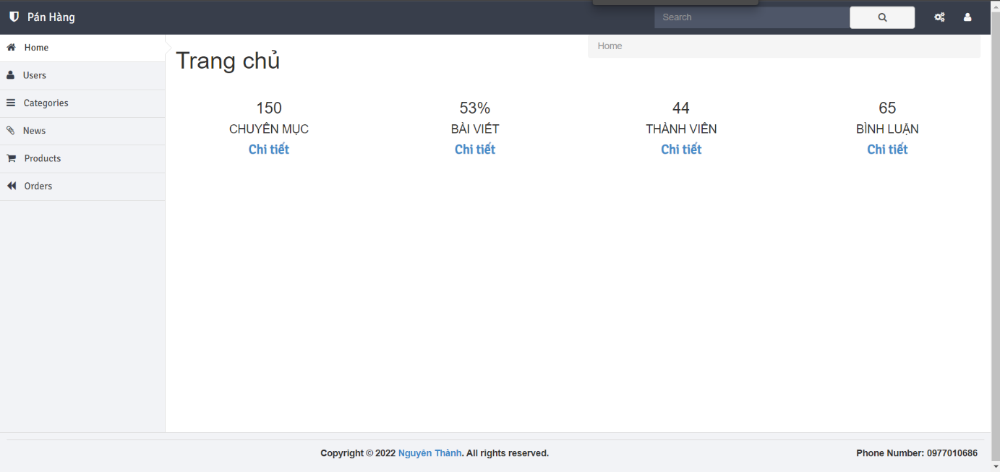 Pán Hàng
Search
Home
Users
Categories
News
Products
Orders
Home
Trang chủ
150
CHUYÊN MỤC
Chi tiết
53%
BÀI VIẾT
Chi tiết
44
THÀNH VIÊN
Chi tiết
65
BÌNH LUẬN
Chi tiết
Copyright © 2022 Nguyên Thành. All rights reserved.
Phone Number: 0977010686